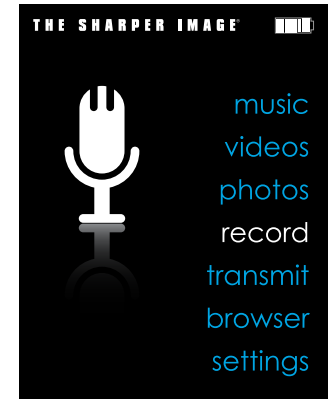 THE SHARPER IMAGE®
music
videos
photos
record
transmit
browser
settings